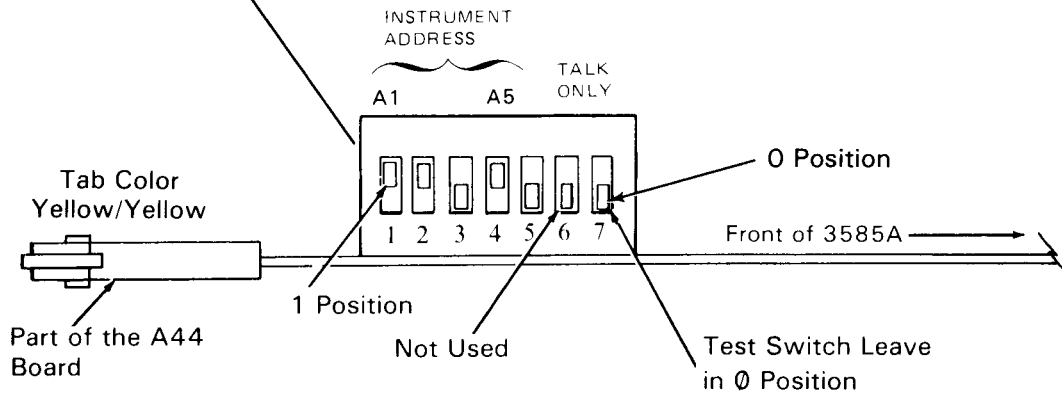 INSTRUMENT
ADDRESS
TALK
ONLY
A1
A5
Tab Color
Yellow/Yellow
0 Position
1 2 3 4 5 6 7
Front of 3585A
1 Position
Part of the A44
Board
Not Used
Test Switch Leave
in Ø Position